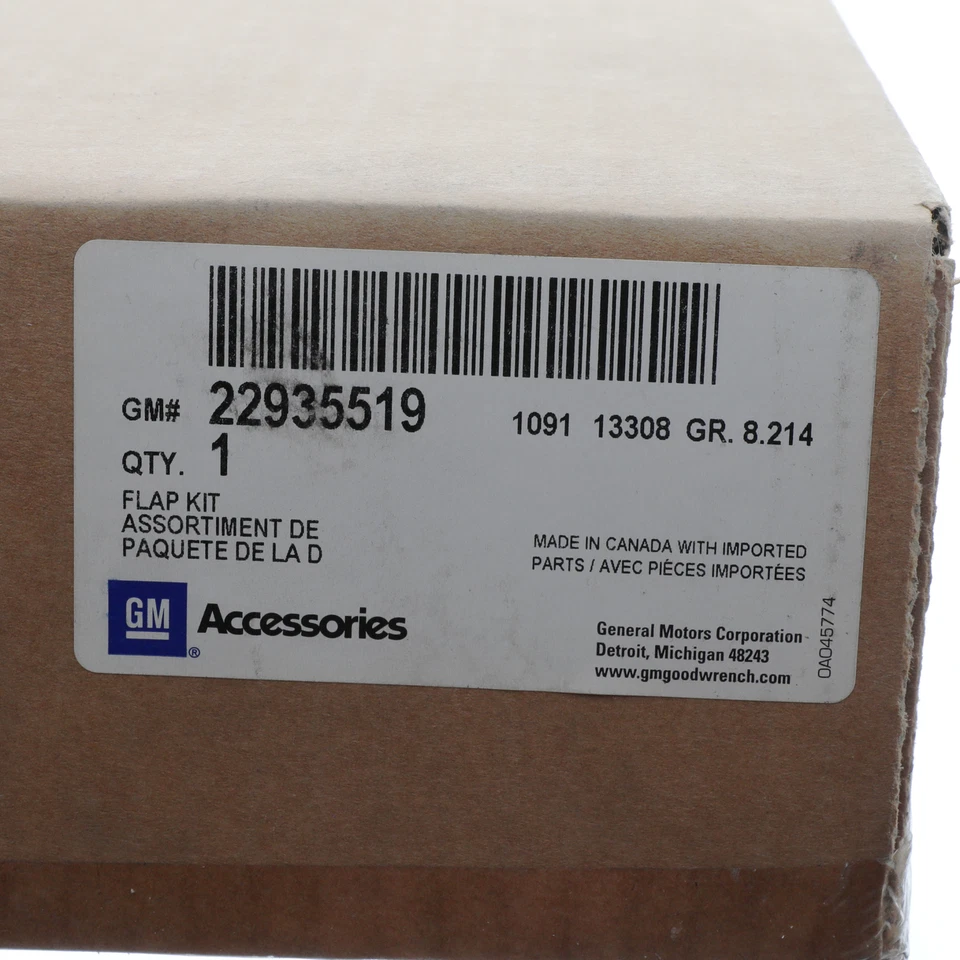 GM# 22935519 1091 13308 GR. 8.214
QTY. 1
FLAP KIT
ASSORTIMENT DE
PAQUETE DE LA D
MADE IN CANADA WITH IMPORTED
PARTS / AVEC PIÈCES IMPORTÉES
GM ® Accessories
General Motors Corporation
Detroit, Michigan 48243
www.gmgoodwrench.com
0A045774